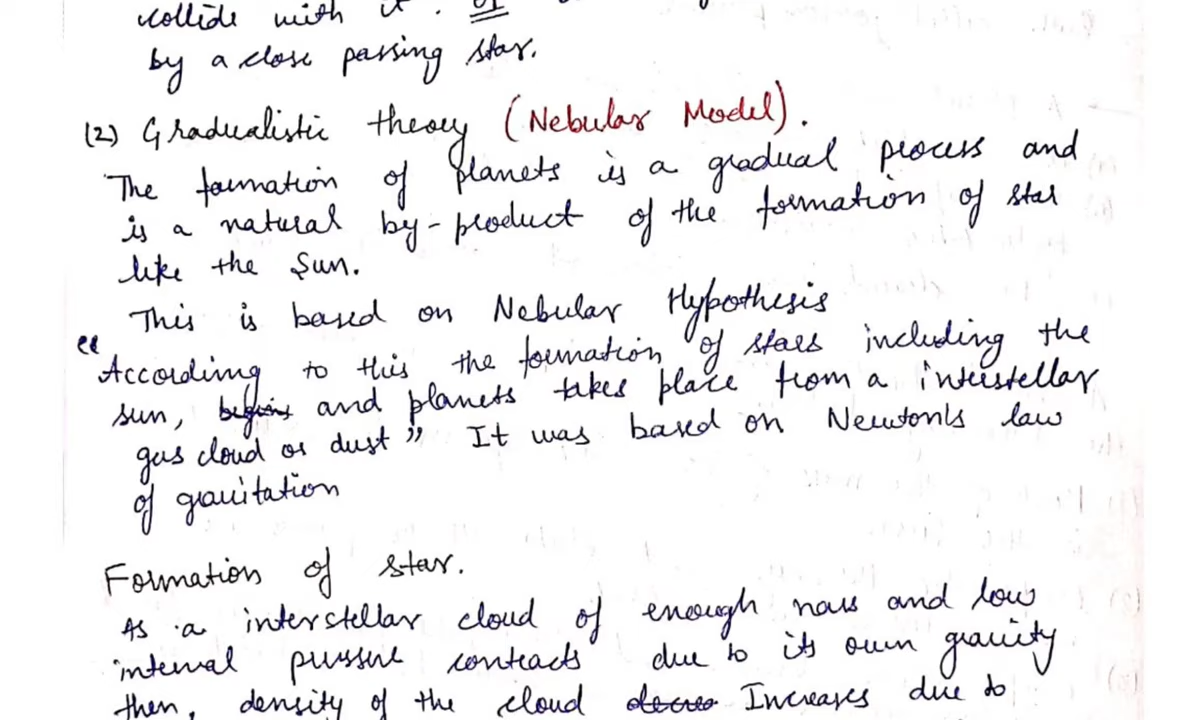 collide with it. or
by a close passing star.
(2) Gradualistic theory (Nebular Model).
The formation of planets is a gradual process and
is a natural by-product of the formation of star
like the Sun.
This is based on Nebular Hypothesis
"According to this the formation of stars including the
sun, begins and planets takes place from a interstellar
gas cloud or dust" It was based on Newton's law
of gravitation
Formation of star.
As a interstellar cloud of enough mass and low
internal pressure contracts due to its own gravity
then, density of the cloud decrea Increases due to